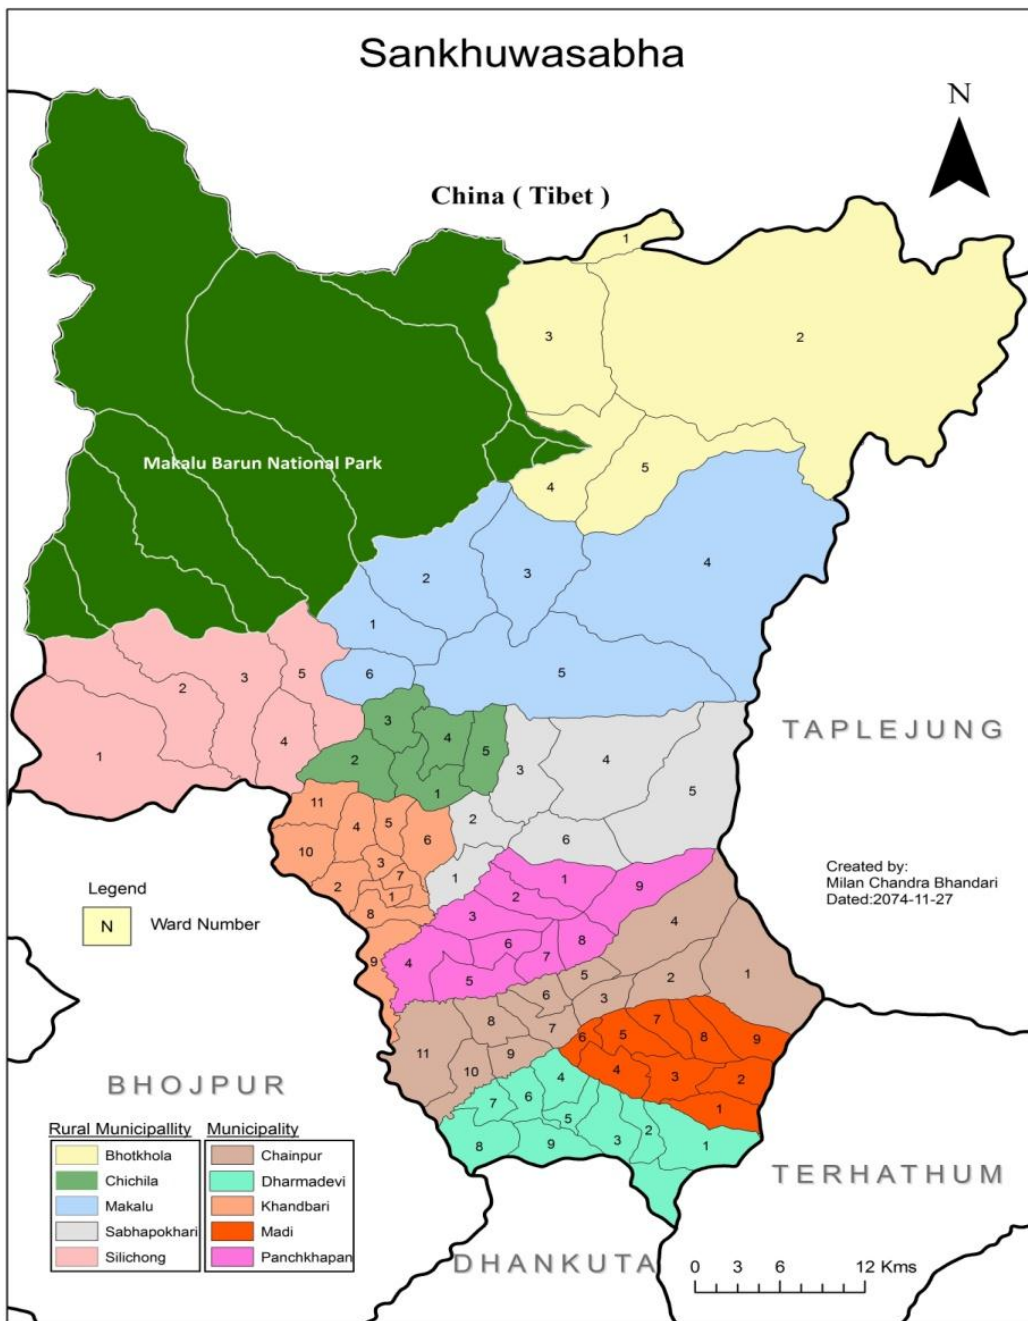 Sankhuwasabha
N
China ( Tibet )
1
3
2
Makalu Barun National Park
5
4
4
2
3
1
6
5
5
3
2
4
1
TAPLEJUNG
3
4
5
2
1
3
4
5
2
6
1
11
4
5
6
10
3
7
2
1
8
9
1
9
2
3
6
8
7
4
5
Created by:
Milan Chandra Bhandari
Dated:2074-11-27
Legend
N Ward Number
4
1
2
5
3
6
8
7
11
9
10
7
5
8
9
6
4
3
2
1
4
6
7
5
3
2
1
8
9
BHOJPUR
TERHATHUM
DHANKUTA
Rural Municipallity
Bhotkhola
Chichila
Makalu
Sabhapokhari
Silichong
Municipality
Chainpur
Dharmadevi
Khandbari
Madi
Panchkhapan
0 3 6 12 Kms